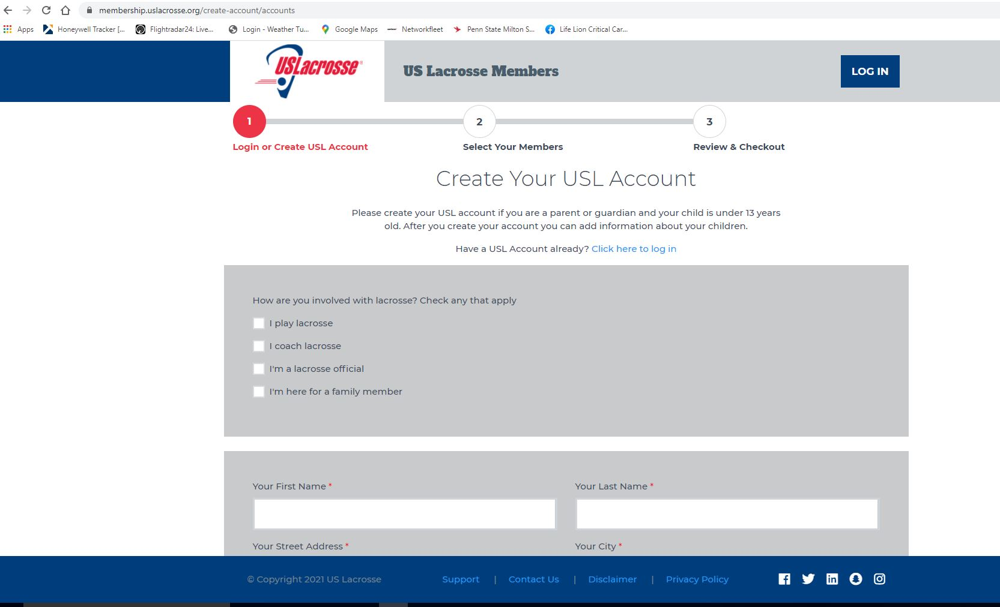 membership.uslacrosse.org/create-account/accounts
Apps Honeywell Tracker [... Flightradar24: Live... Login - Weather Tu... Google Maps Networkfleet Penn State Milton S... Life Lion Critical Car...
USLacrosse®
US Lacrosse Members
LOG IN
1 2 3
Login or Create USL Account Select Your Members Review & Checkout
Create Your USL Account
Please create your USL account if you are a parent or guardian and your child is under 13 years
old. After you create your account you can add information about your children.
Have a USL Account already? Click here to log in
How are you involved with lacrosse? Check any that apply
I play lacrosse
I coach lacrosse
I'm a lacrosse official
I'm here for a family member
Your First Name * Your Last Name *
Your Street Address * Your City *
© Copyright 2021 US Lacrosse Support | Contact Us | Disclaimer | Privacy Policy